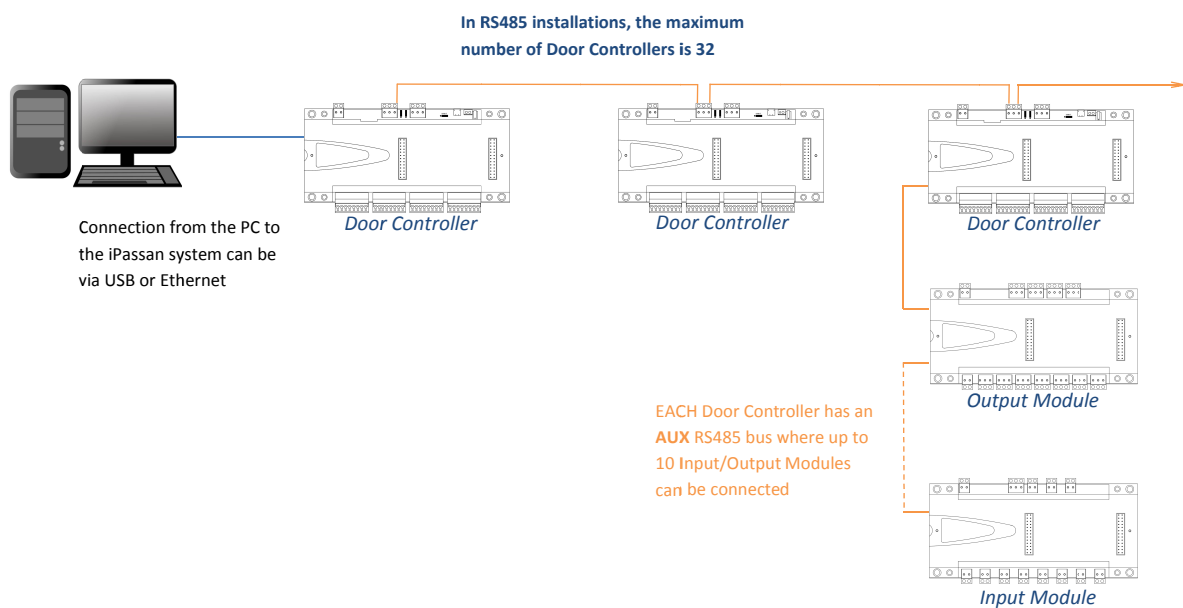 In RS485 installations, the maximum
number of Door Controllers is 32
Door Controller
Door Controller
Door Controller
Connection from the PC to
the iPassan system can be
via USB or Ethernet
Output Module
EACH Door Controller has an
AUX RS485 bus where up to
10 Input/Output Modules
can be connected
Input Module